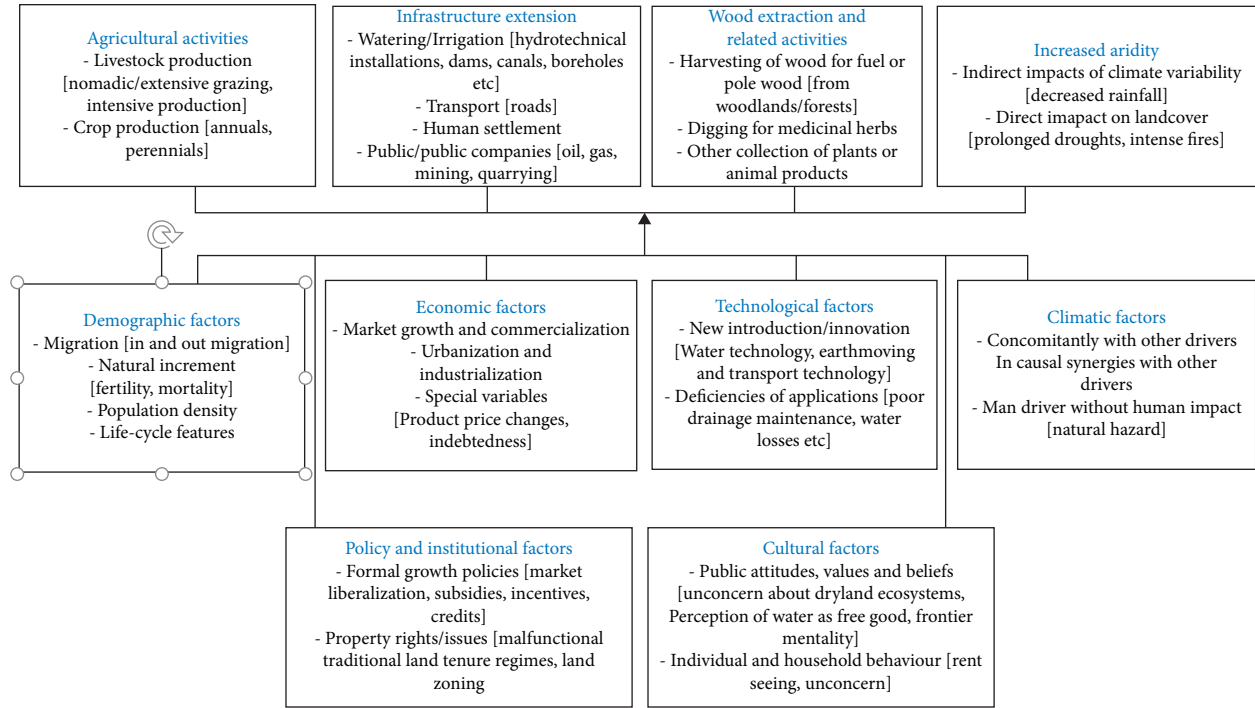 Agricultural activities
- Livestock production
[nomadic/extensive grazing,
intensive production]
- Crop production [annuals,
perennials]
Infrastructure extension
- Watering/Irrigation [hydrotechnical
installations, dams, canals, boreholes
etc]
- Transport [roads]
- Human settlement
- Public/public companies [oil, gas,
mining, quarrying]
Wood extraction and
related activities
- Harvesting of wood for fuel or
pole wood [from
woodlands/forests]
- Digging for medicinal herbs
- Other collection of plants or
animal products
Increased aridity
- Indirect impacts of climate variability
[decreased rainfall]
- Direct imapact on landcover
[prolonged droughts, intense fires]
Demographic factors
- Migration [in and out migration]
- Natural increment
[fertility, mortality]
- Population density
- Life-cycle features
Economic factors
- Market growth and commercialization
- Urbanization and
industrialization
- Special variables
[Product price changes,
indebtedness]
Technological factors
- New introduction/innovation
[Water technology, earthmoving
and transport technology]
- Deficiencies of applications [poor
drainage maintenance, water
losses etc]
Climatic factors
- Concomitantly with other drivers
In causal synergies with other
drivers
- Man driver without human impact
[natural hazard]
Policy and institutional factors
- Formal growth policies [market
liberalization, subsidies, incentives,
credits]
- Property rights/issues [malfunctional
traditional land tenure regimes, land
zoning
Cultural factors
- Public attitudes, values and beliefs
[unconcern about dryland ecosystems,
Perception of water as free good, frontier
mentality]
- Individual and household behaviour [rent
seeing, unconcern]